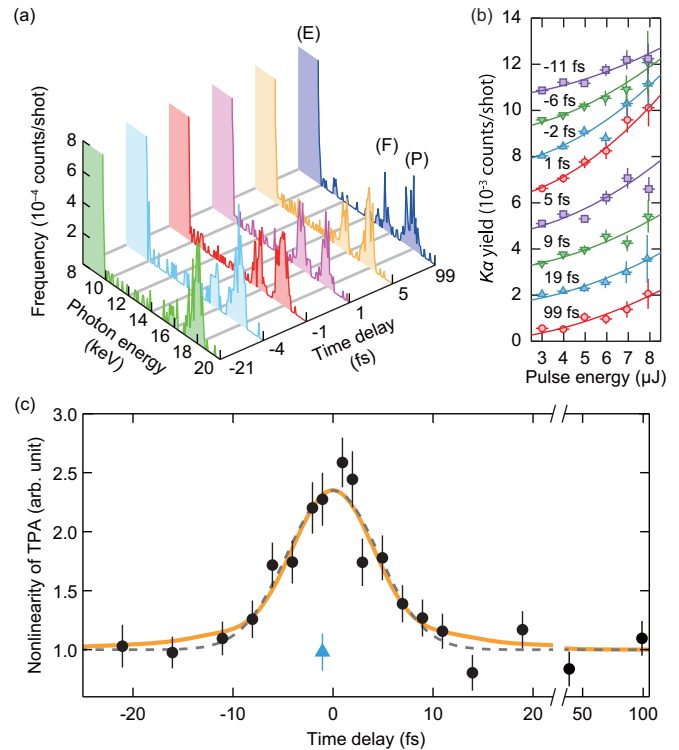 (a)
(E)
(F)
(P)
Frequency (10⁻⁴ counts/shot)
8
6
4
2
8
10
12
14
16
18
20
Photon energy
(keV)
-21
-4
-1
1
5
99
Time delay
(fs)
(b)
Kα yield (10⁻³ counts/shot)
14
12
10
8
6
4
2
0
-11 fs
-6 fs
-2 fs
1 fs
5 fs
9 fs
19 fs
99 fs
3 4 5 6 7 8
Pulse energy (μJ)
(c)
Nonlinearity of TPA (arb. unit)
3.0
2.5
2.0
1.5
1.0
-20 -10 0 10 20 50 100
Time delay (fs)